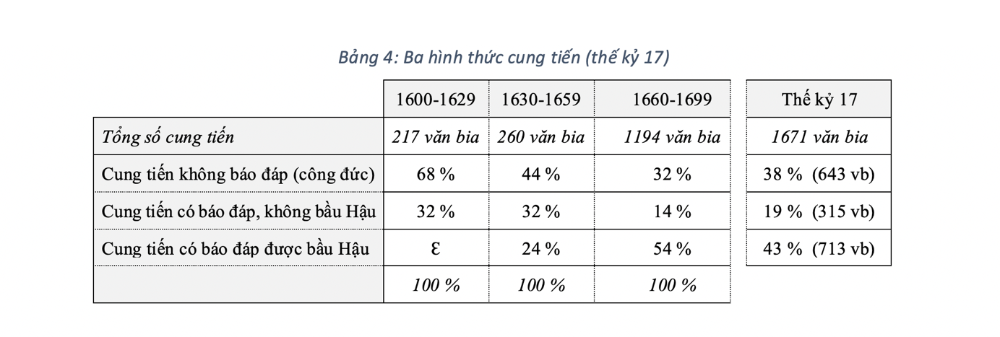 Bảng 4: Ba hình thức cung tiến (thế kỷ 17)
1600-1629 1630-1659 1660-1699 Thế kỷ 17
Tổng số cung tiến 217 văn bia 260 văn bia 1194 văn bia 1671 văn bia
Cung tiến không báo đáp (công đức) 68 % 44 % 32 % 38 % (643 vb)
Cung tiến có báo đáp, không bầu Hậu 32 % 32 % 14 % 19 % (315 vb)
Cung tiến có báo đáp được bầu Hậu Ɛ 24 % 54 % 43 % (713 vb)
100 % 100 % 100 %